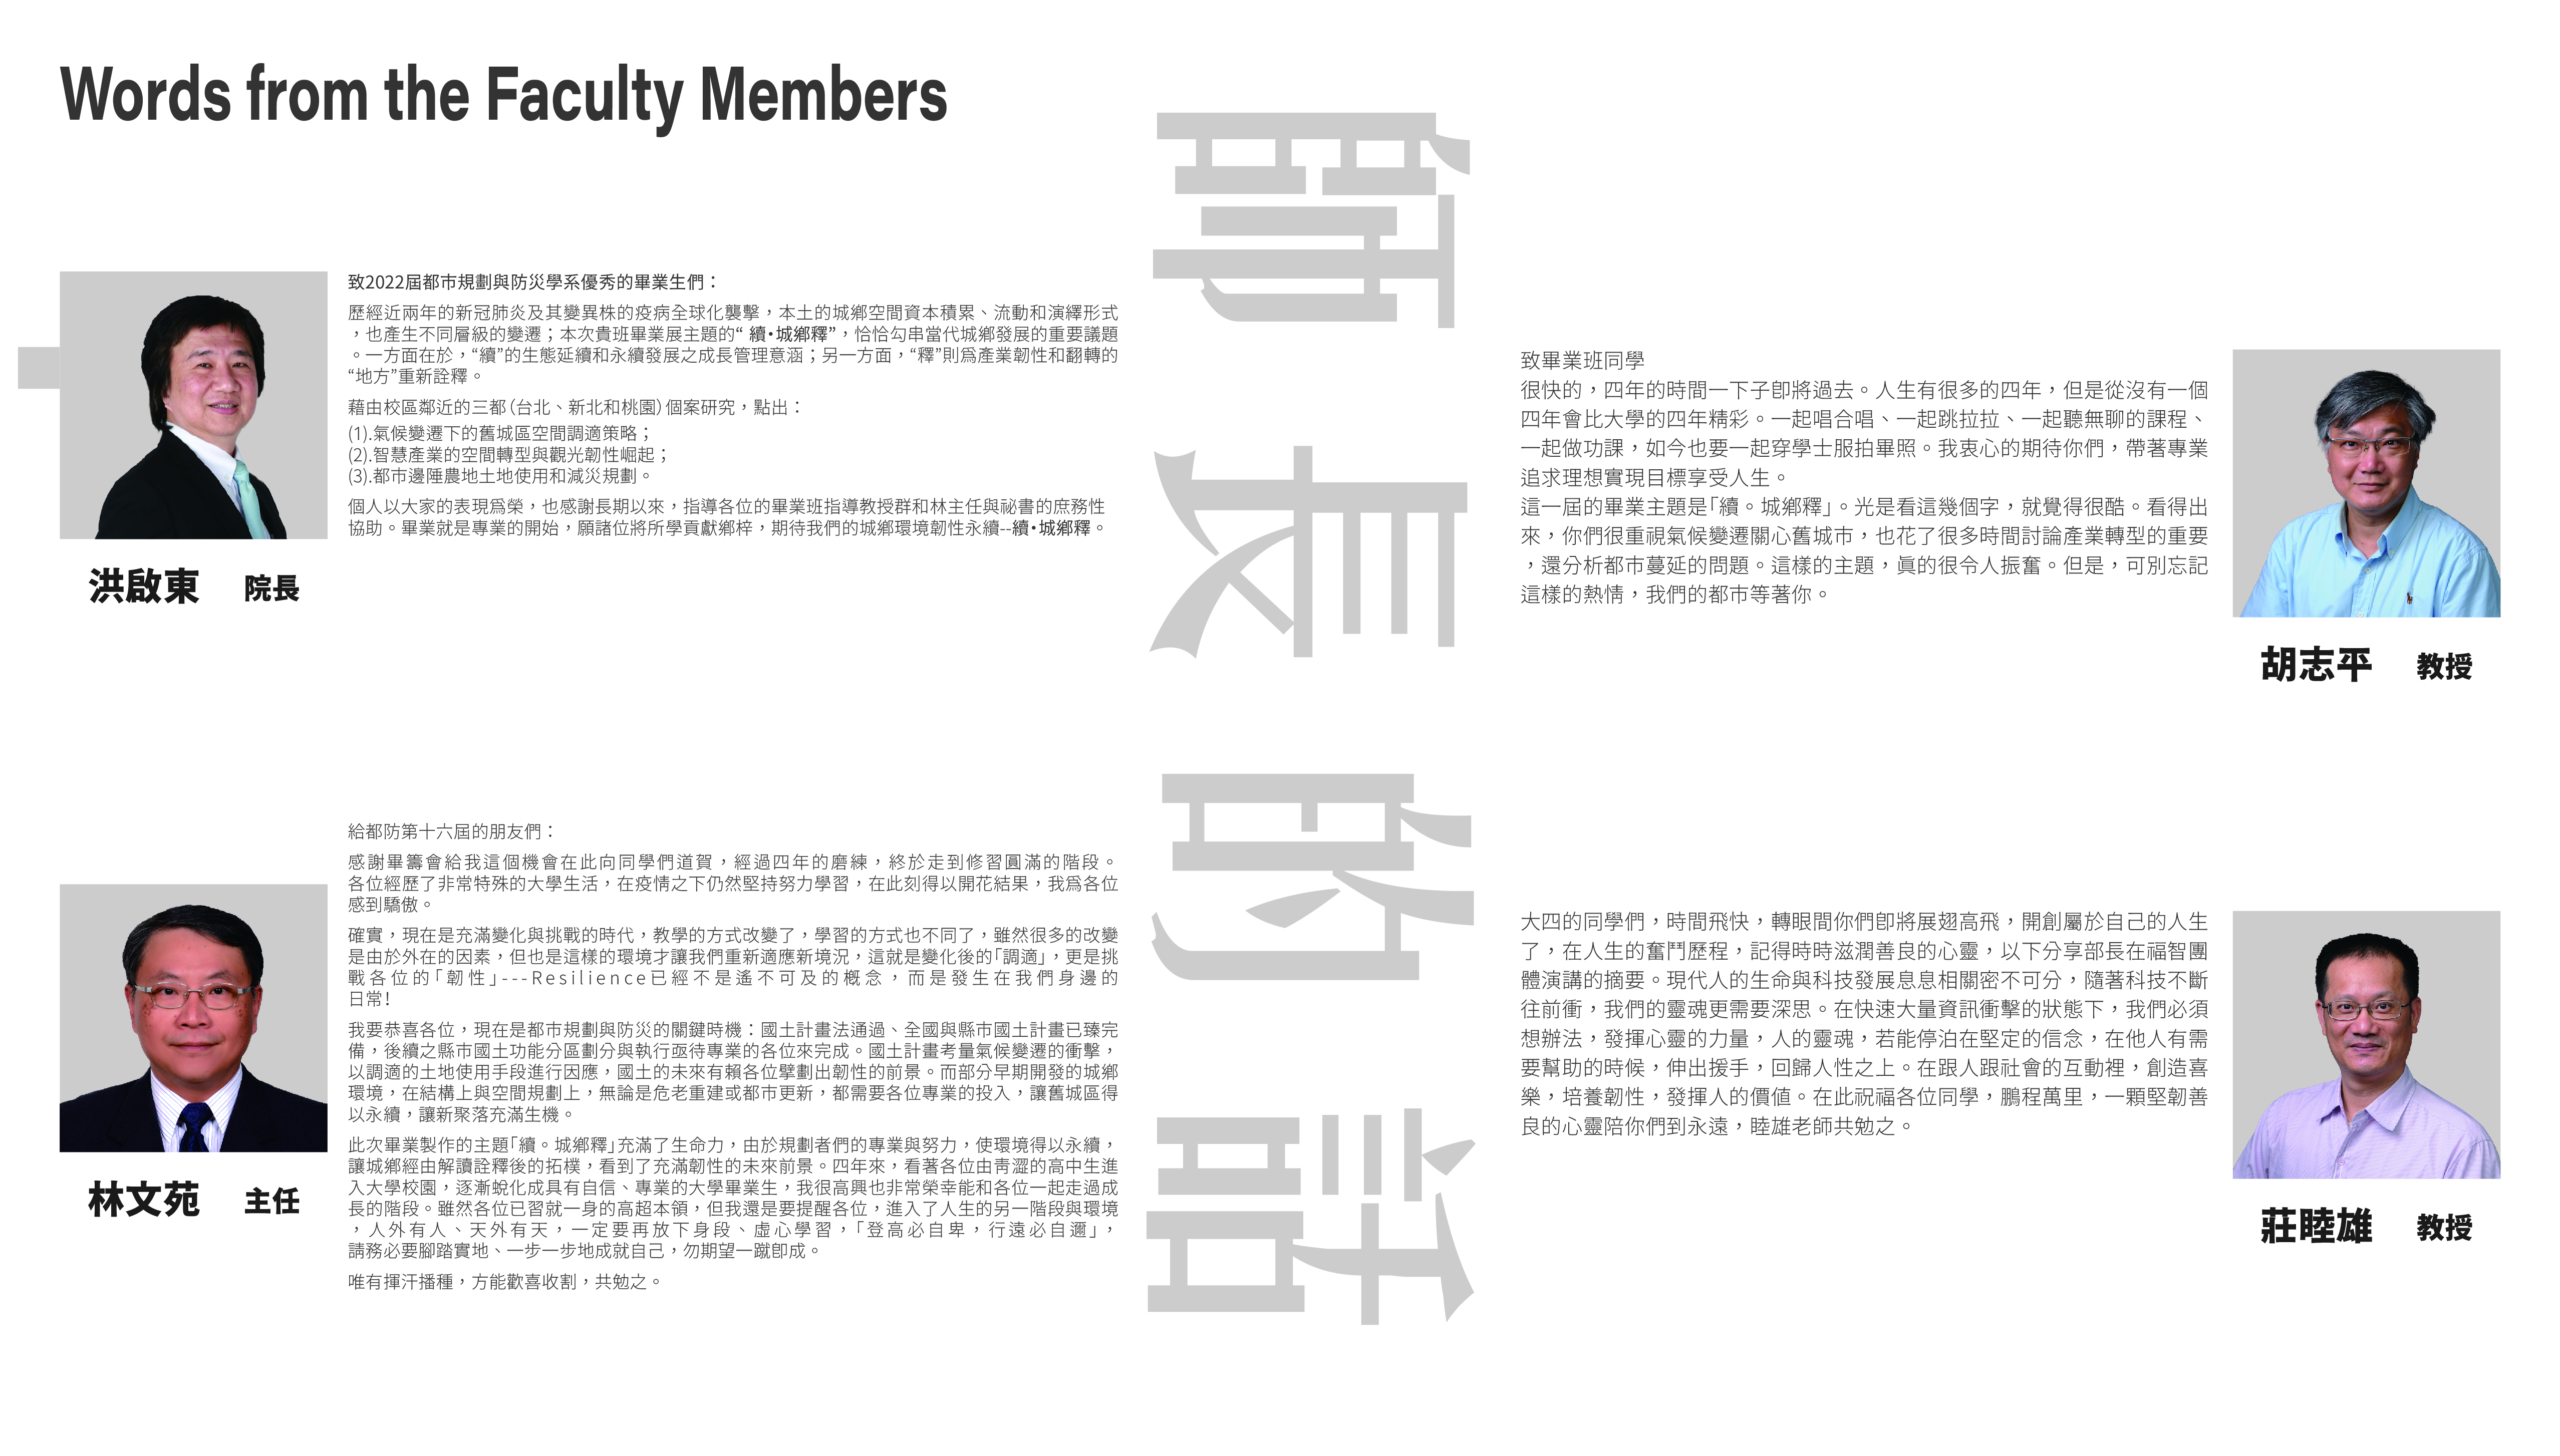 Words from the Faculty Members
致2022屆都市規劃與防災學系優秀的畢業生們：
歷經近兩年的新冠肺炎及其變異株的疫病全球化襲擊，本土的城鄉空間資本積累、流動和演繹形式
，也產生不同層級的變遷；本次貴班畢業展主題的“ 續•城鄉釋”，恰恰勾串當代城鄉發展的重要議題
。一方面在於，“續”的生態延續和永續發展之成長管理意涵；另一方面，“釋”則為產業韌性和翻轉的
“地方”重新詮釋。
藉由校區鄰近的三都（台北、新北和桃園）個案研究，點出：
(1).氣候變遷下的舊城區空間調適策略；
(2).智慧產業的空間轉型與觀光韌性崛起；
(3).都市邊陲農地土地使用和減災規劃。
個人以大家的表現為榮，也感謝長期以來，指導各位的畢業班指導教授群和林主任與祕書的庶務性
協助。畢業就是專業的開始，願諸位將所學貢獻鄉梓，期待我們的城鄉環境韌性永續--續•城鄉釋。
洪啟東 院長
給都防第十六屆的朋友們：
感謝畢籌會給我這個機會在此向同學們道賀，經過四年的磨練，終於走到修習圓滿的階段。
各位經歷了非常特殊的大學生活，在疫情之下仍然堅持努力學習，在此刻得以開花結果，我為各位
感到驕傲。
確實，現在是充滿變化與挑戰的時代，教學的方式改變了，學習的方式也不同了，雖然很多的改變
是由於外在的因素，但也是這樣的環境才讓我們重新適應新境況，這就是變化後的「調適」，更是挑
戰各位的「韌性」---Resilience已經不是遙不可及的概念，而是發生在我們身邊的
日常！
我要恭喜各位，現在是都市規劃與防災的關鍵時機：國土計畫法通過、全國與縣市國土計畫已臻完
備，後續之縣市國土功能分區劃分與執行亟待專業的各位來完成。國土計畫考量氣候變遷的衝擊，
以調適的土地使用手段進行因應，國土的未來有賴各位擘劃出韌性的前景。而部分早期開發的城鄉
環境，在結構上與空間規劃上，無論是危老重建或都市更新，都需要各位專業的投入，讓舊城區得
以永續，讓新聚落充滿生機。
此次畢業製作的主題「續。城鄉釋」充滿了生命力，由於規劃者們的專業與努力，使環境得以永續，
讓城鄉經由解讀詮釋後的拓樸，看到了充滿韌性的未來前景。四年來，看著各位由青澀的高中生進
入大學校園，逐漸蛻化成具有自信、專業的大學畢業生，我很高興也非常榮幸能和各位一起走過成
長的階段。雖然各位已習就一身的高超本領，但我還是要提醒各位，進入了人生的另一階段與環境
，人外有人、天外有天，一定要再放下身段、虛心學習，「登高必自卑，行遠必自邇」，
請務必要腳踏實地、一步一步地成就自己，勿期望一蹴即成。
唯有揮汗播種，方能歡喜收割，共勉之。
林文苑 主任
師長的話
致畢業班同學
很快的，四年的時間一下子即將過去。人生有很多的四年，但是從沒有一個
四年會比大學的四年精彩。一起唱合唱、一起跳拉拉、一起聽無聊的課程、
一起做功課，如今也要一起穿學士服拍畢照。我衷心的期待你們，帶著專業
追求理想實現目標享受人生。
這一屆的畢業主題是「續。城鄉釋」。光是看這幾個字，就覺得很酷。看得出
來，你們很重視氣候變遷關心舊城市，也花了很多時間討論產業轉型的重要
，還分析都市蔓延的問題。這樣的主題，真的很令人振奮。但是，可別忘記
這樣的熱情，我們的都市等著你。
胡志平 教授
大四的同學們，時間飛快，轉眼間你們即將展翅高飛，開創屬於自己的人生
了，在人生的奮鬥歷程，記得時時滋潤善良的心靈，以下分享部長在福智團
體演講的摘要。現代人的生命與科技發展息息相關密不可分，隨著科技不斷
往前衝，我們的靈魂更需要深思。在快速大量資訊衝擊的狀態下，我們必須
想辦法，發揮心靈的力量，人的靈魂，若能停泊在堅定的信念，在他人有需
要幫助的時候，伸出援手，回歸人性之上。在跟人跟社會的互動裡，創造喜
樂，培養韌性，發揮人的價值。在此祝福各位同學，鵬程萬里，一顆堅韌善
良的心靈陪你們到永遠，睦雄老師共勉之。
莊睦雄 教授